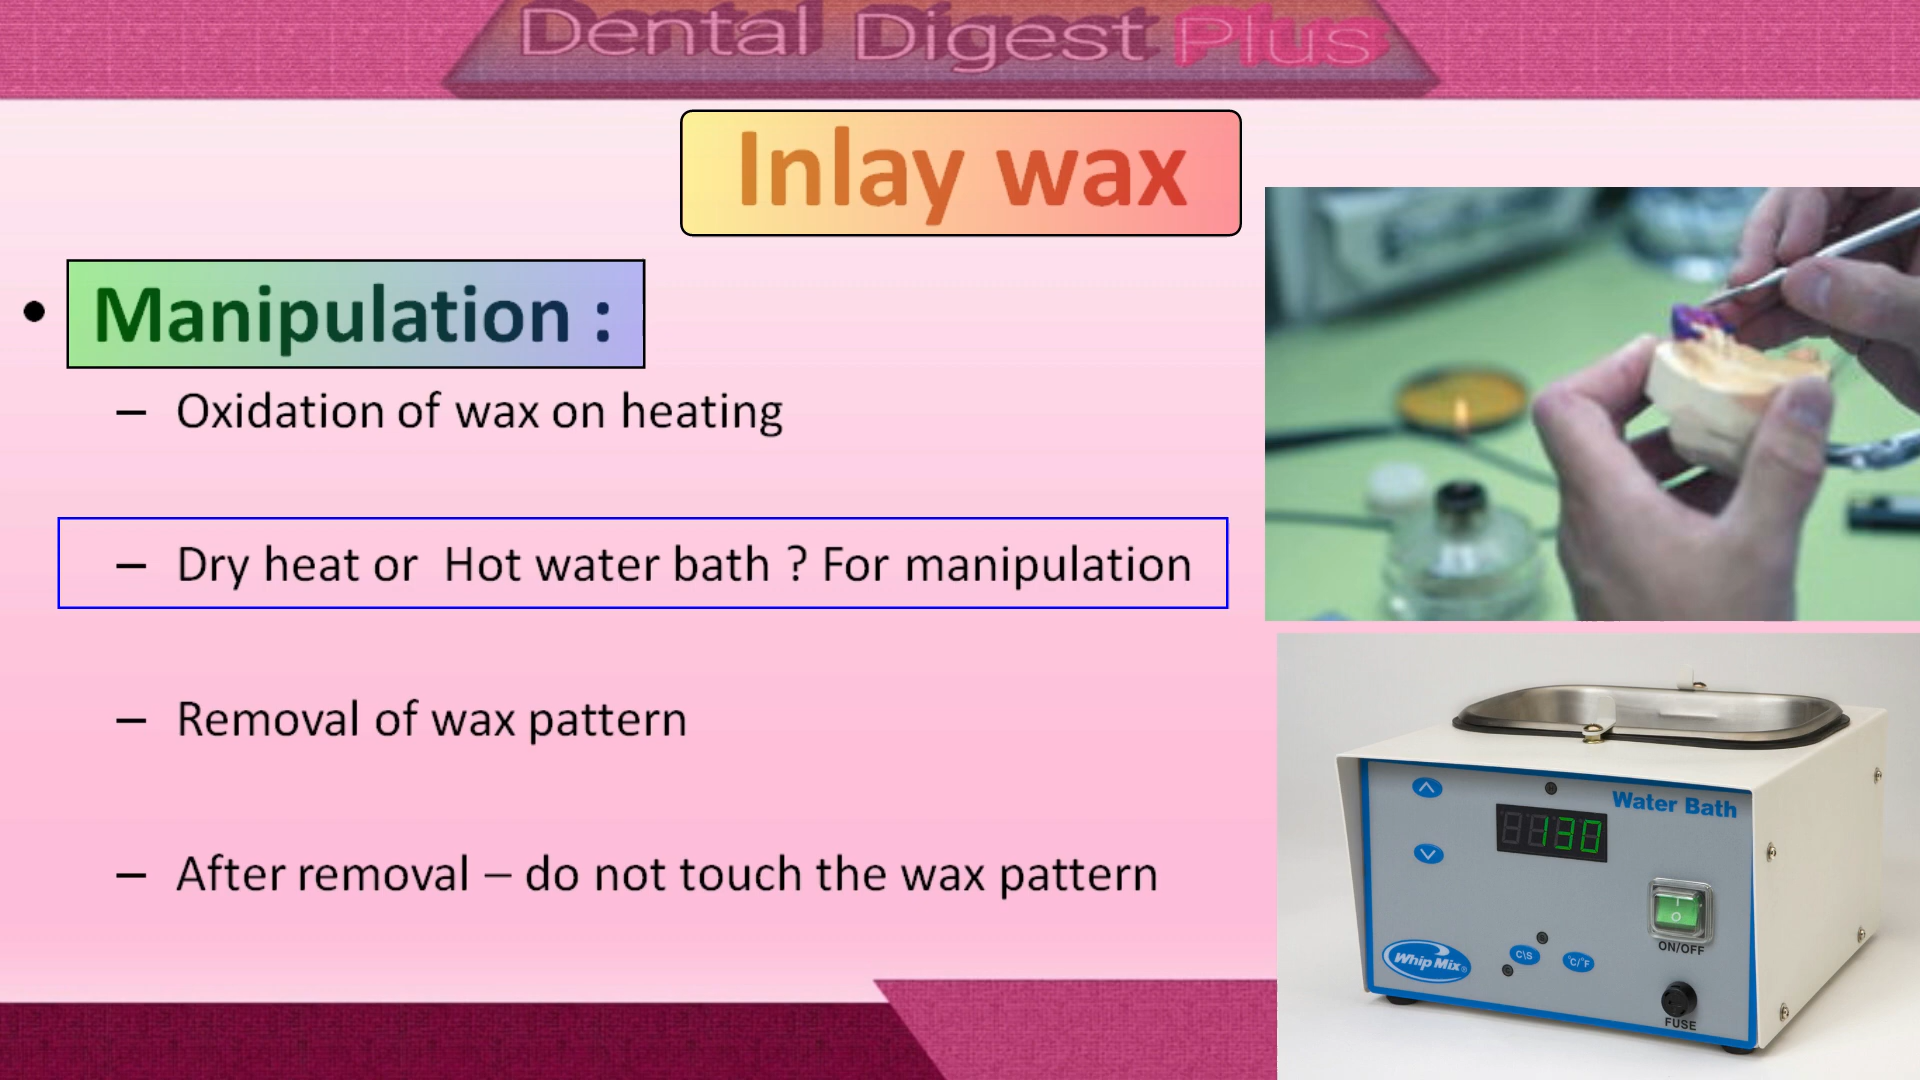 Dental Digest Plus
Inlay wax
• Manipulation :
– Oxidation of wax on heating
– Dry heat or Hot water bath ? For manipulation
– Removal of wax pattern
– After removal – do not touch the wax pattern
Water Bath
130
ON/OFF
Whip Mix®
C\S
°C/°F
FUSE